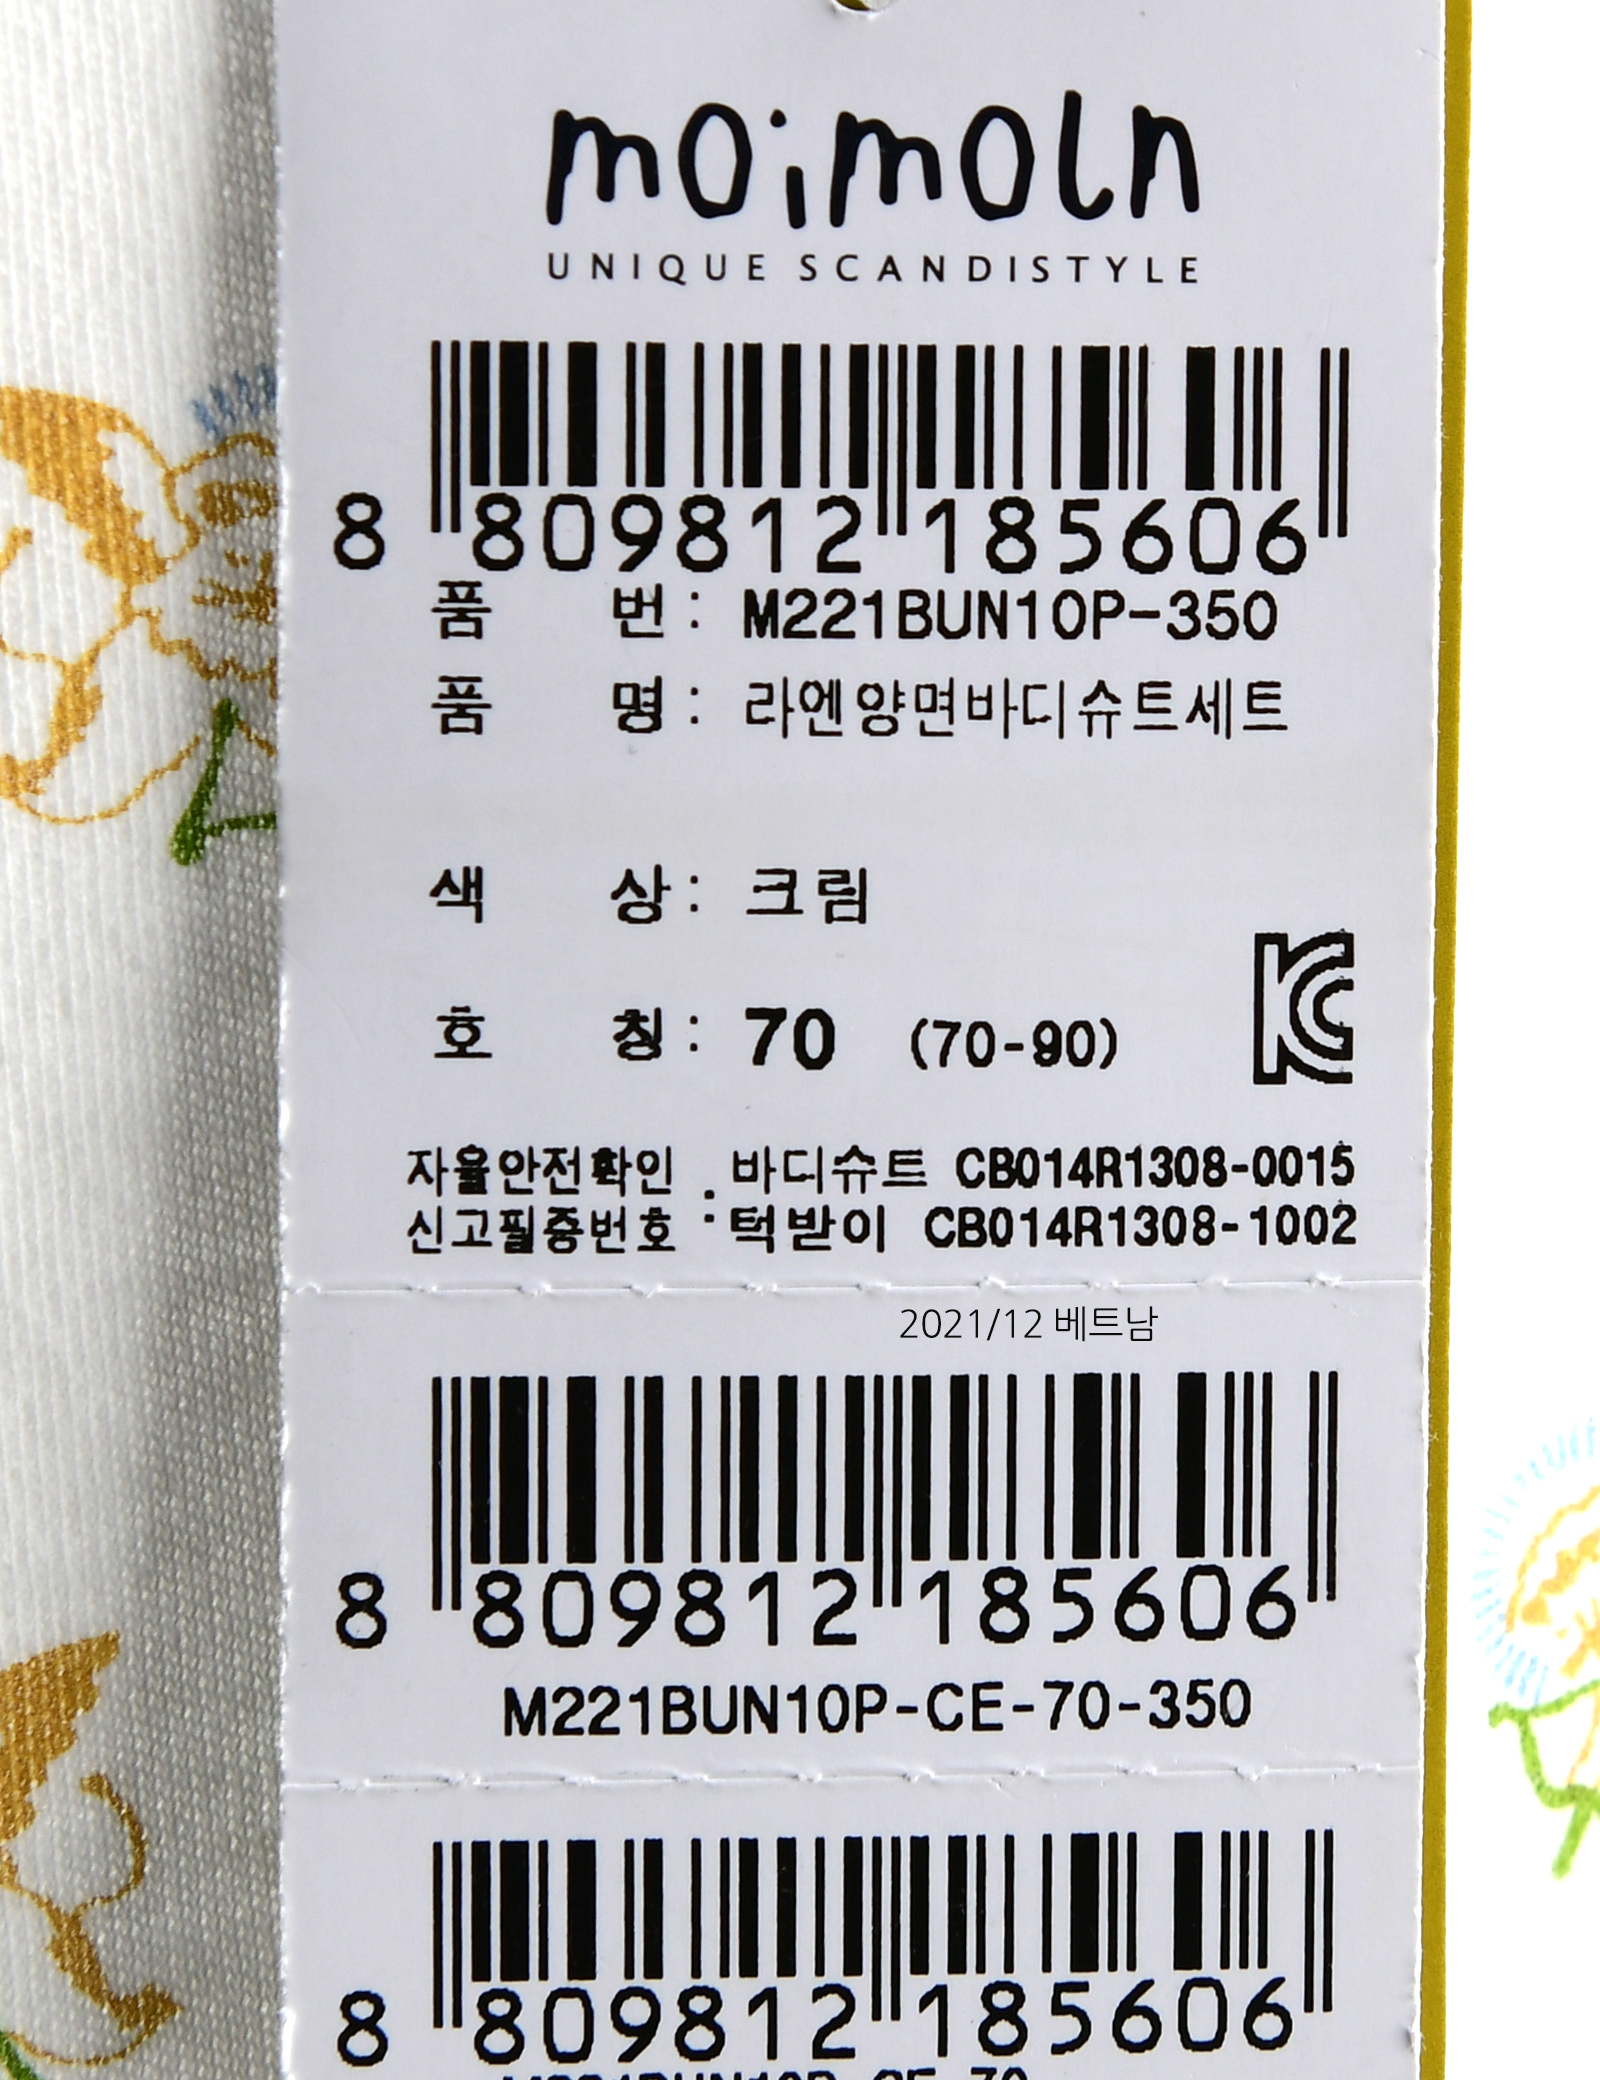 moimoln
UNIQUE SCANDISTYLE
8 809812 185606
품 번: M221BUN10P-350
품 명: 라엔양면바디슈트세트
색 상: 크림
호 칭: 70 (70-90)
자율안전확인 : 바디슈트 CB014R1308-0015
신고필증번호 턱받이 CB014R1308-1002
2021/12 베트남
8 809812 185606
M221BUN10P-CE-70-350
8 809812 185606
M221BUN10P-CE-70